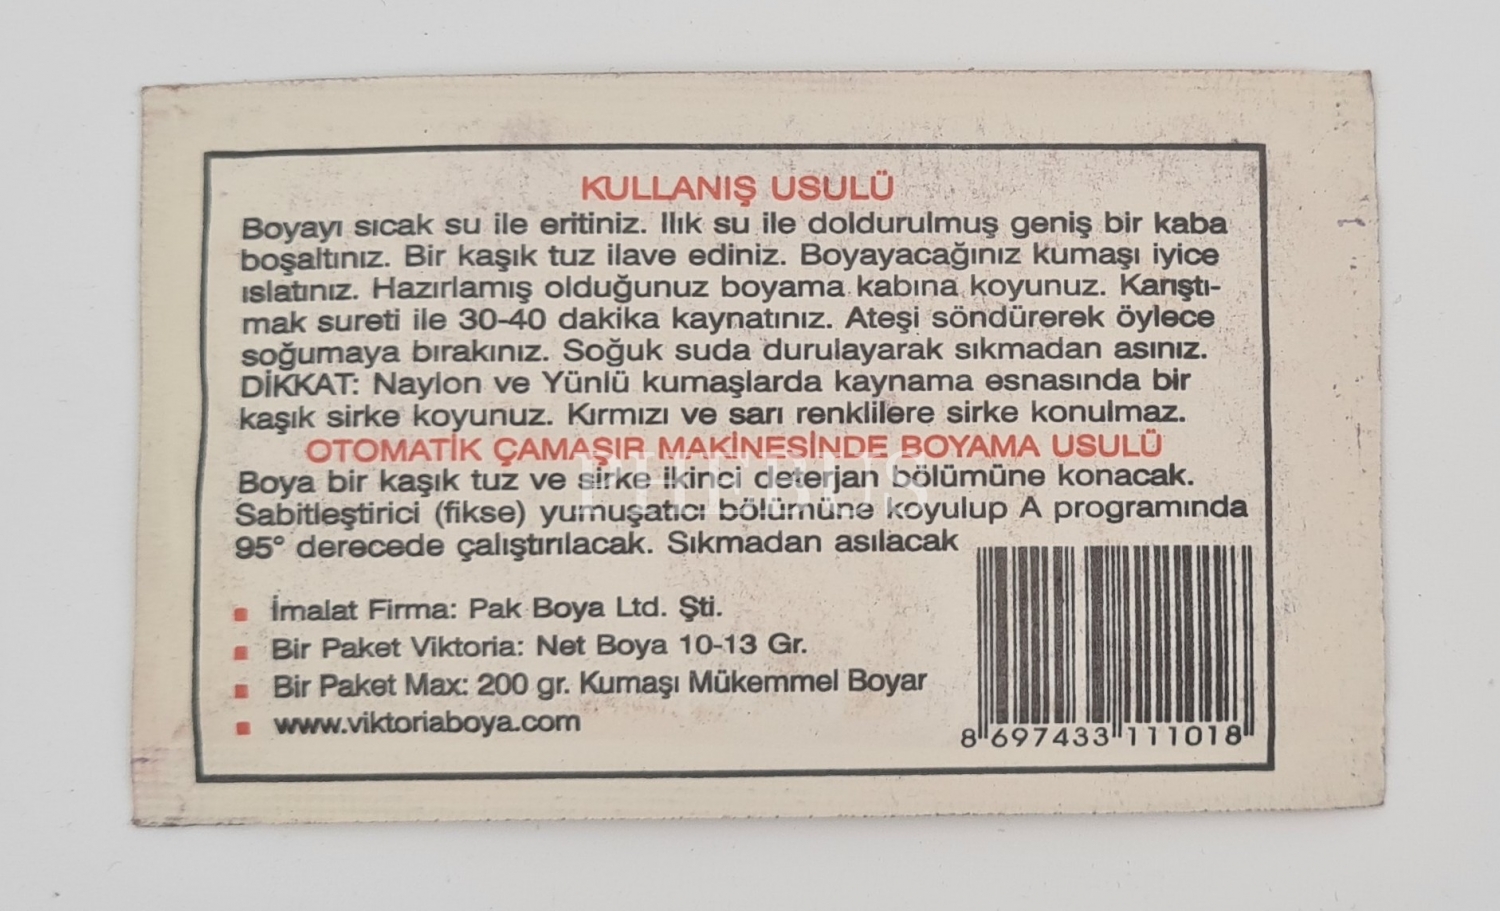 KULLANIŞ USULÜ
Boyayı sıcak su ile eritiniz. Ilık su ile doldurulmuş geniş bir kaba
boşaltınız. Bir kaşık tuz ilave ediniz. Boyayacağınız kumaşı iyice
ıslatınız. Hazırlamış olduğunuz boyama kabına koyunuz. Karıştı-
mak sureti ile 30-40 dakika kaynatınız. Ateşi söndürerek öylece
soğumaya bırakınız. Soğuk suda durulayarak sıkmadan asınız.
DİKKAT: Naylon ve Yünlü kumaşlarda kaynama esnasında bir
kaşık sirke koyunuz. Kırmızı ve sarı renklilere sirke konulmaz.
OTOMATİK ÇAMAŞIR MAKİNESİNDE BOYAMA USULÜ
Boya bir kaşık tuz ve sirke ikinci deterjan bölümüne konacak.
PHEBUS
Sabitleştirici (fikse) yumuşatıcı bölümüne koyulup A programında
95° derecede çalıştırılacak. Sıkmadan asılacak
İmalat Firma: Pak Boya Ltd. Şti.
Bir Paket Viktoria: Net Boya 10-13 Gr.
Bir Paket Max: 200 gr. Kumaşı Mükemmel Boyar
www.viktoriaboya.com
8 697433 111018